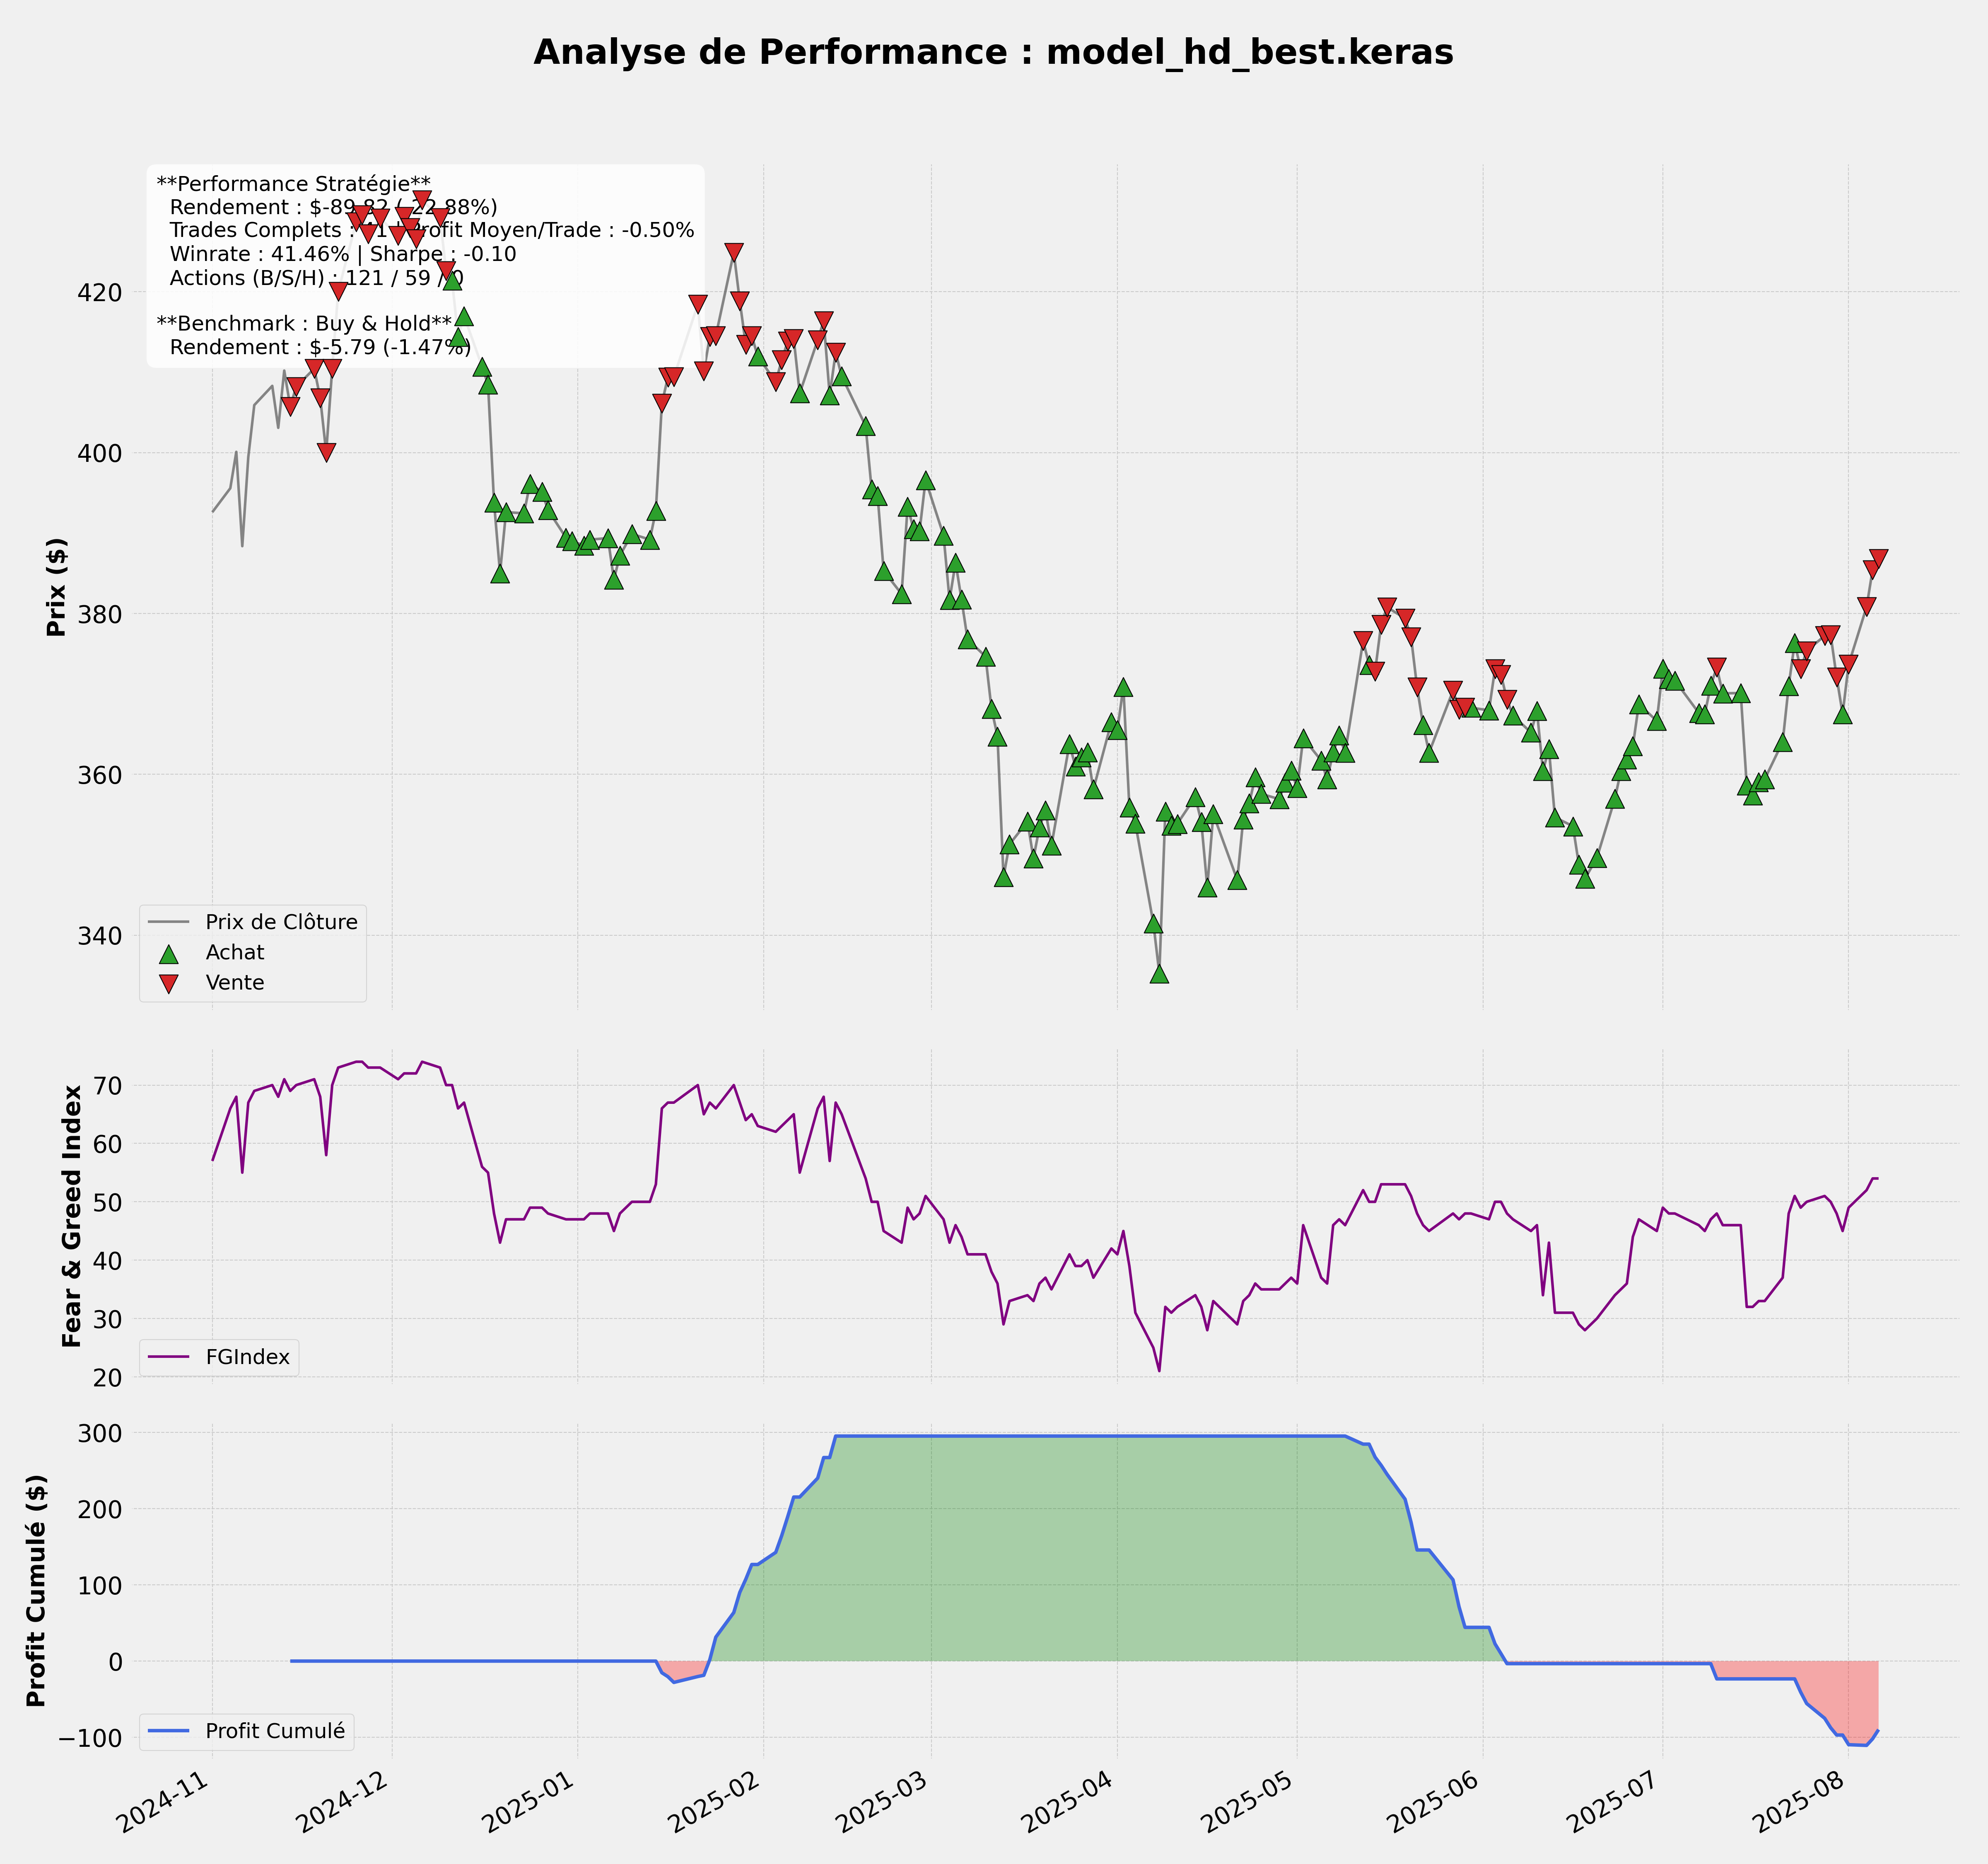 Analyse de Performance : model_hd_best.keras
**Performance Stratégie**
Rendement : $-89.82 (-22.88%)
Trades Complets : 41 | Profit Moyen/Trade : -0.50%
Winrate : 41.46% | Sharpe : -0.10
Actions (B/S/H) : 121 / 59 / 0
**Benchmark : Buy & Hold**
Rendement : $-5.79 (-1.47%)
Prix ($)
420
400
380
360
340
Prix de Clôture
Achat
Vente
Fear & Greed Index
70
60
50
40
30
20
FGIndex
Profit Cumulé ($)
300
200
100
0
−100
Profit Cumulé
2024-11
2024-12
2025-01
2025-02
2025-03
2025-04
2025-05
2025-06
2025-07
2025-08